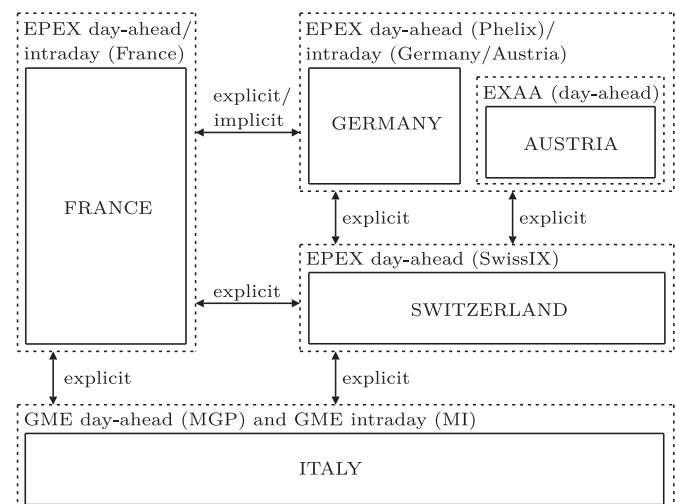 EPEX day-ahead/
intraday (France)
FRANCE
EPEX day-ahead (Phelix)/
intraday (Germany/Austria)
explicit/
implicit
GERMANY
EXAA (day-ahead)
AUSTRIA
explicit
explicit
EPEX day-ahead (SwissIX)
explicit
SWITZERLAND
explicit
explicit
GME day-ahead (MGP) and GME intraday (MI)
ITALY